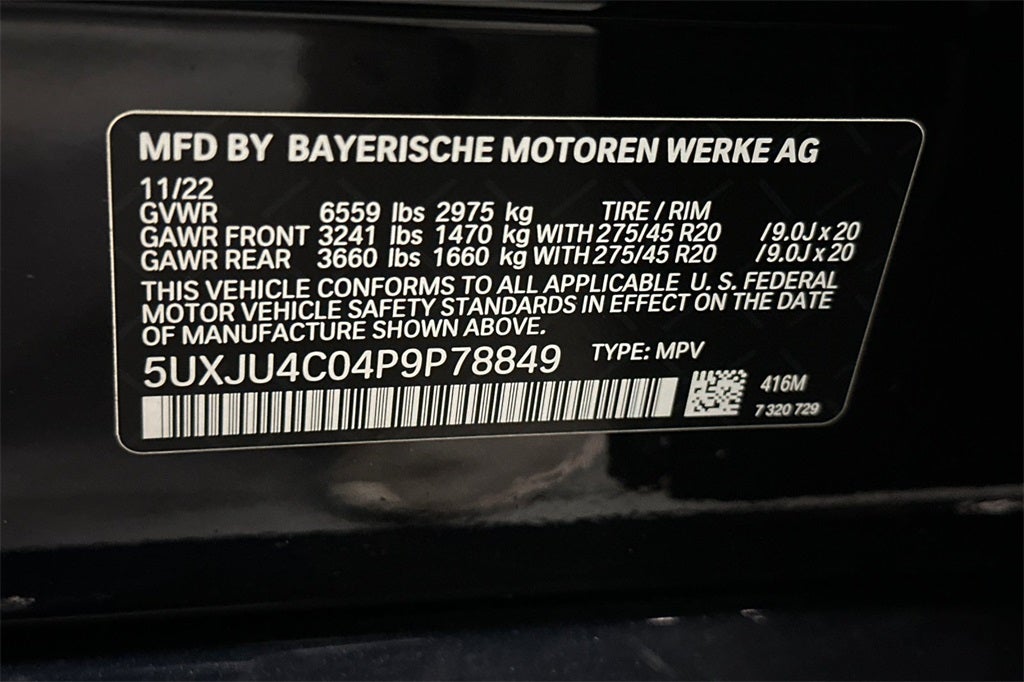 MFD BY BAYERISCHE MOTOREN WERKE AG
11/22
GVWR 6559 lbs 2975 kg TIRE / RIM
GAWR FRONT 3241 lbs 1470 kg WITH 275/45 R20 / 9.0J x 20
GAWR REAR 3660 lbs 1660 kg WITH 275/45 R20 / 9.0J x 20
THIS VEHICLE CONFORMS TO ALL APPLICABLE U. S. FEDERAL
MOTOR VEHICLE SAFETY STANDARDS IN EFFECT ON THE DATE
OF MANUFACTURE SHOWN ABOVE.
5UXJU4C04P9P78849 TYPE: MPV
416M
7 320 729